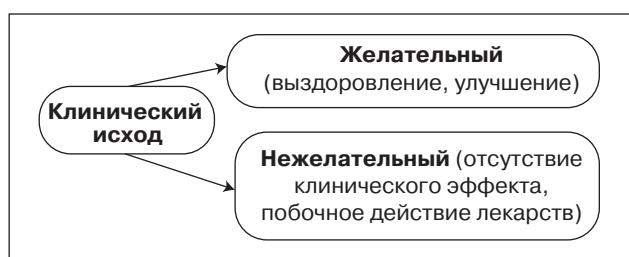 Клинический
исход
Желательный
(выздоровление, улучшение)
Нежелательный (отсутствие
клинического эффекта,
побочное действие лекарств)